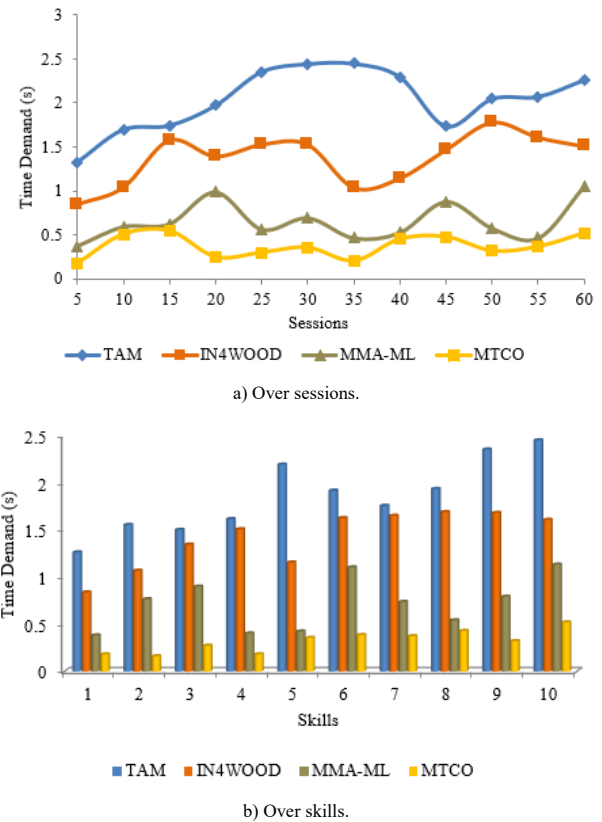 3
2.5
2
1.5
1
0.5
0
Time Demand (s)
5 10 15 20 25 30 35 40 45 50 55 60
Sessions
TAM IN4WOOD MMA-ML MTCO
a) Over sessions.
2.5
2
1.5
1
0.5
0
Time Demand (s)
1 2 3 4 5 6 7 8 9 10
Skills
TAM IN4WOOD MMA-ML MTCO
b) Over skills.